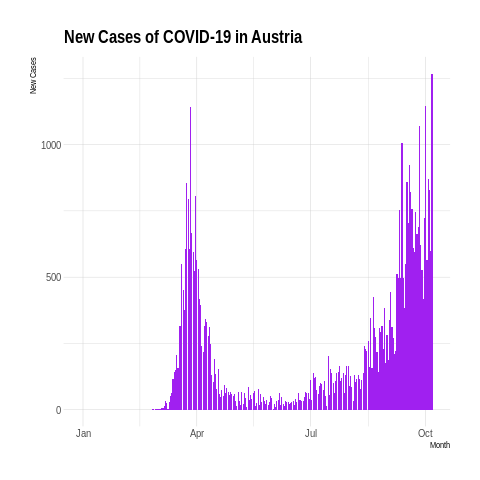 New Cases of COVID-19 in Austria
New Cases
1000
500
0
Jan Apr Jul Oct
Month